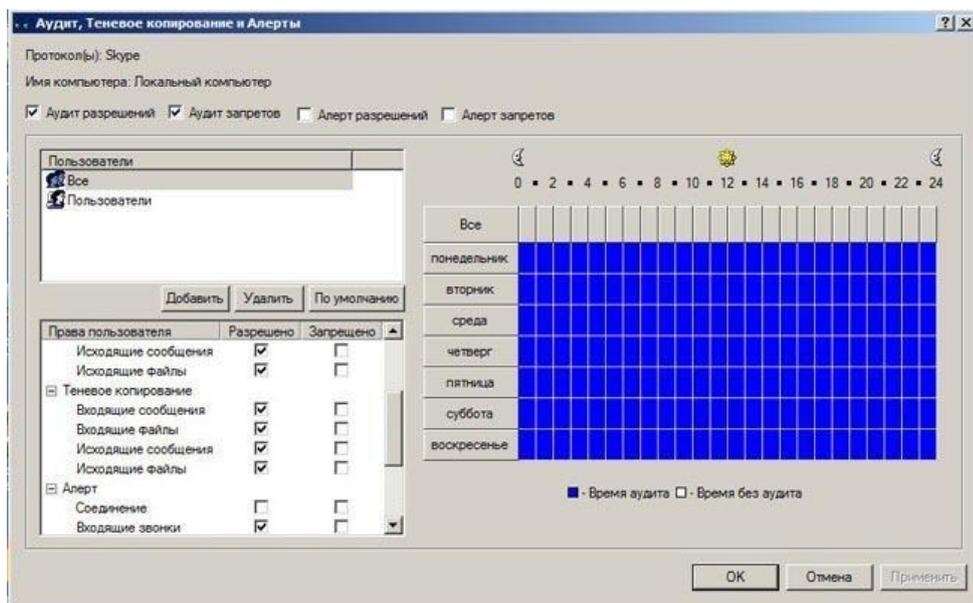 Аудит, Теневое копирование и Алерты
Протокол(ы): Skype
Имя компьютера: Локальный компьютер
Аудит разрешений Аудит запретов Алерт разрешений Алерт запретов
Пользователи
Все
Пользователи
Добавить Удалить По умолчанию
Права пользователя Разрешено Запрещено
Исходящие сообщения
Исходящие файлы
Теневое копирование
Входящие сообщения
Входящие файлы
Исходящие сообщения
Исходящие файлы
Алерт
Соединение
Входящие звонки
0 2 4 6 8 10 12 14 16 18 20 22 24
Все
понедельник
вторник
среда
четверг
пятница
суббота
воскресенье
- Время аудита - Время без аудита
OK Отмена Применить